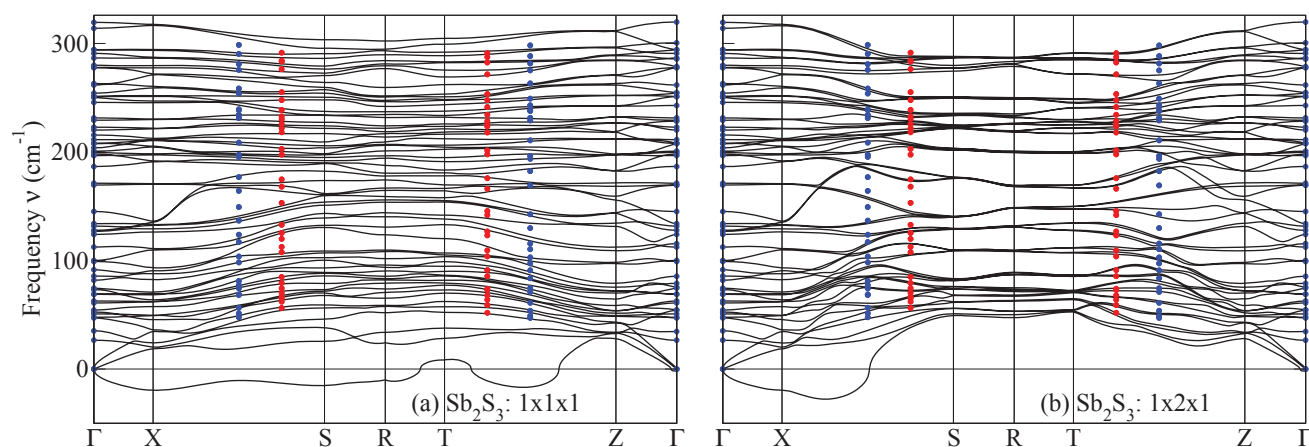 Frequency ν (cm⁻¹)
300
200
100
0
(a) Sb₂S₃: 1x1x1
(b) Sb₂S₃: 1x2x1
Γ X S R T Z Γ
Γ X S R T Z Γ